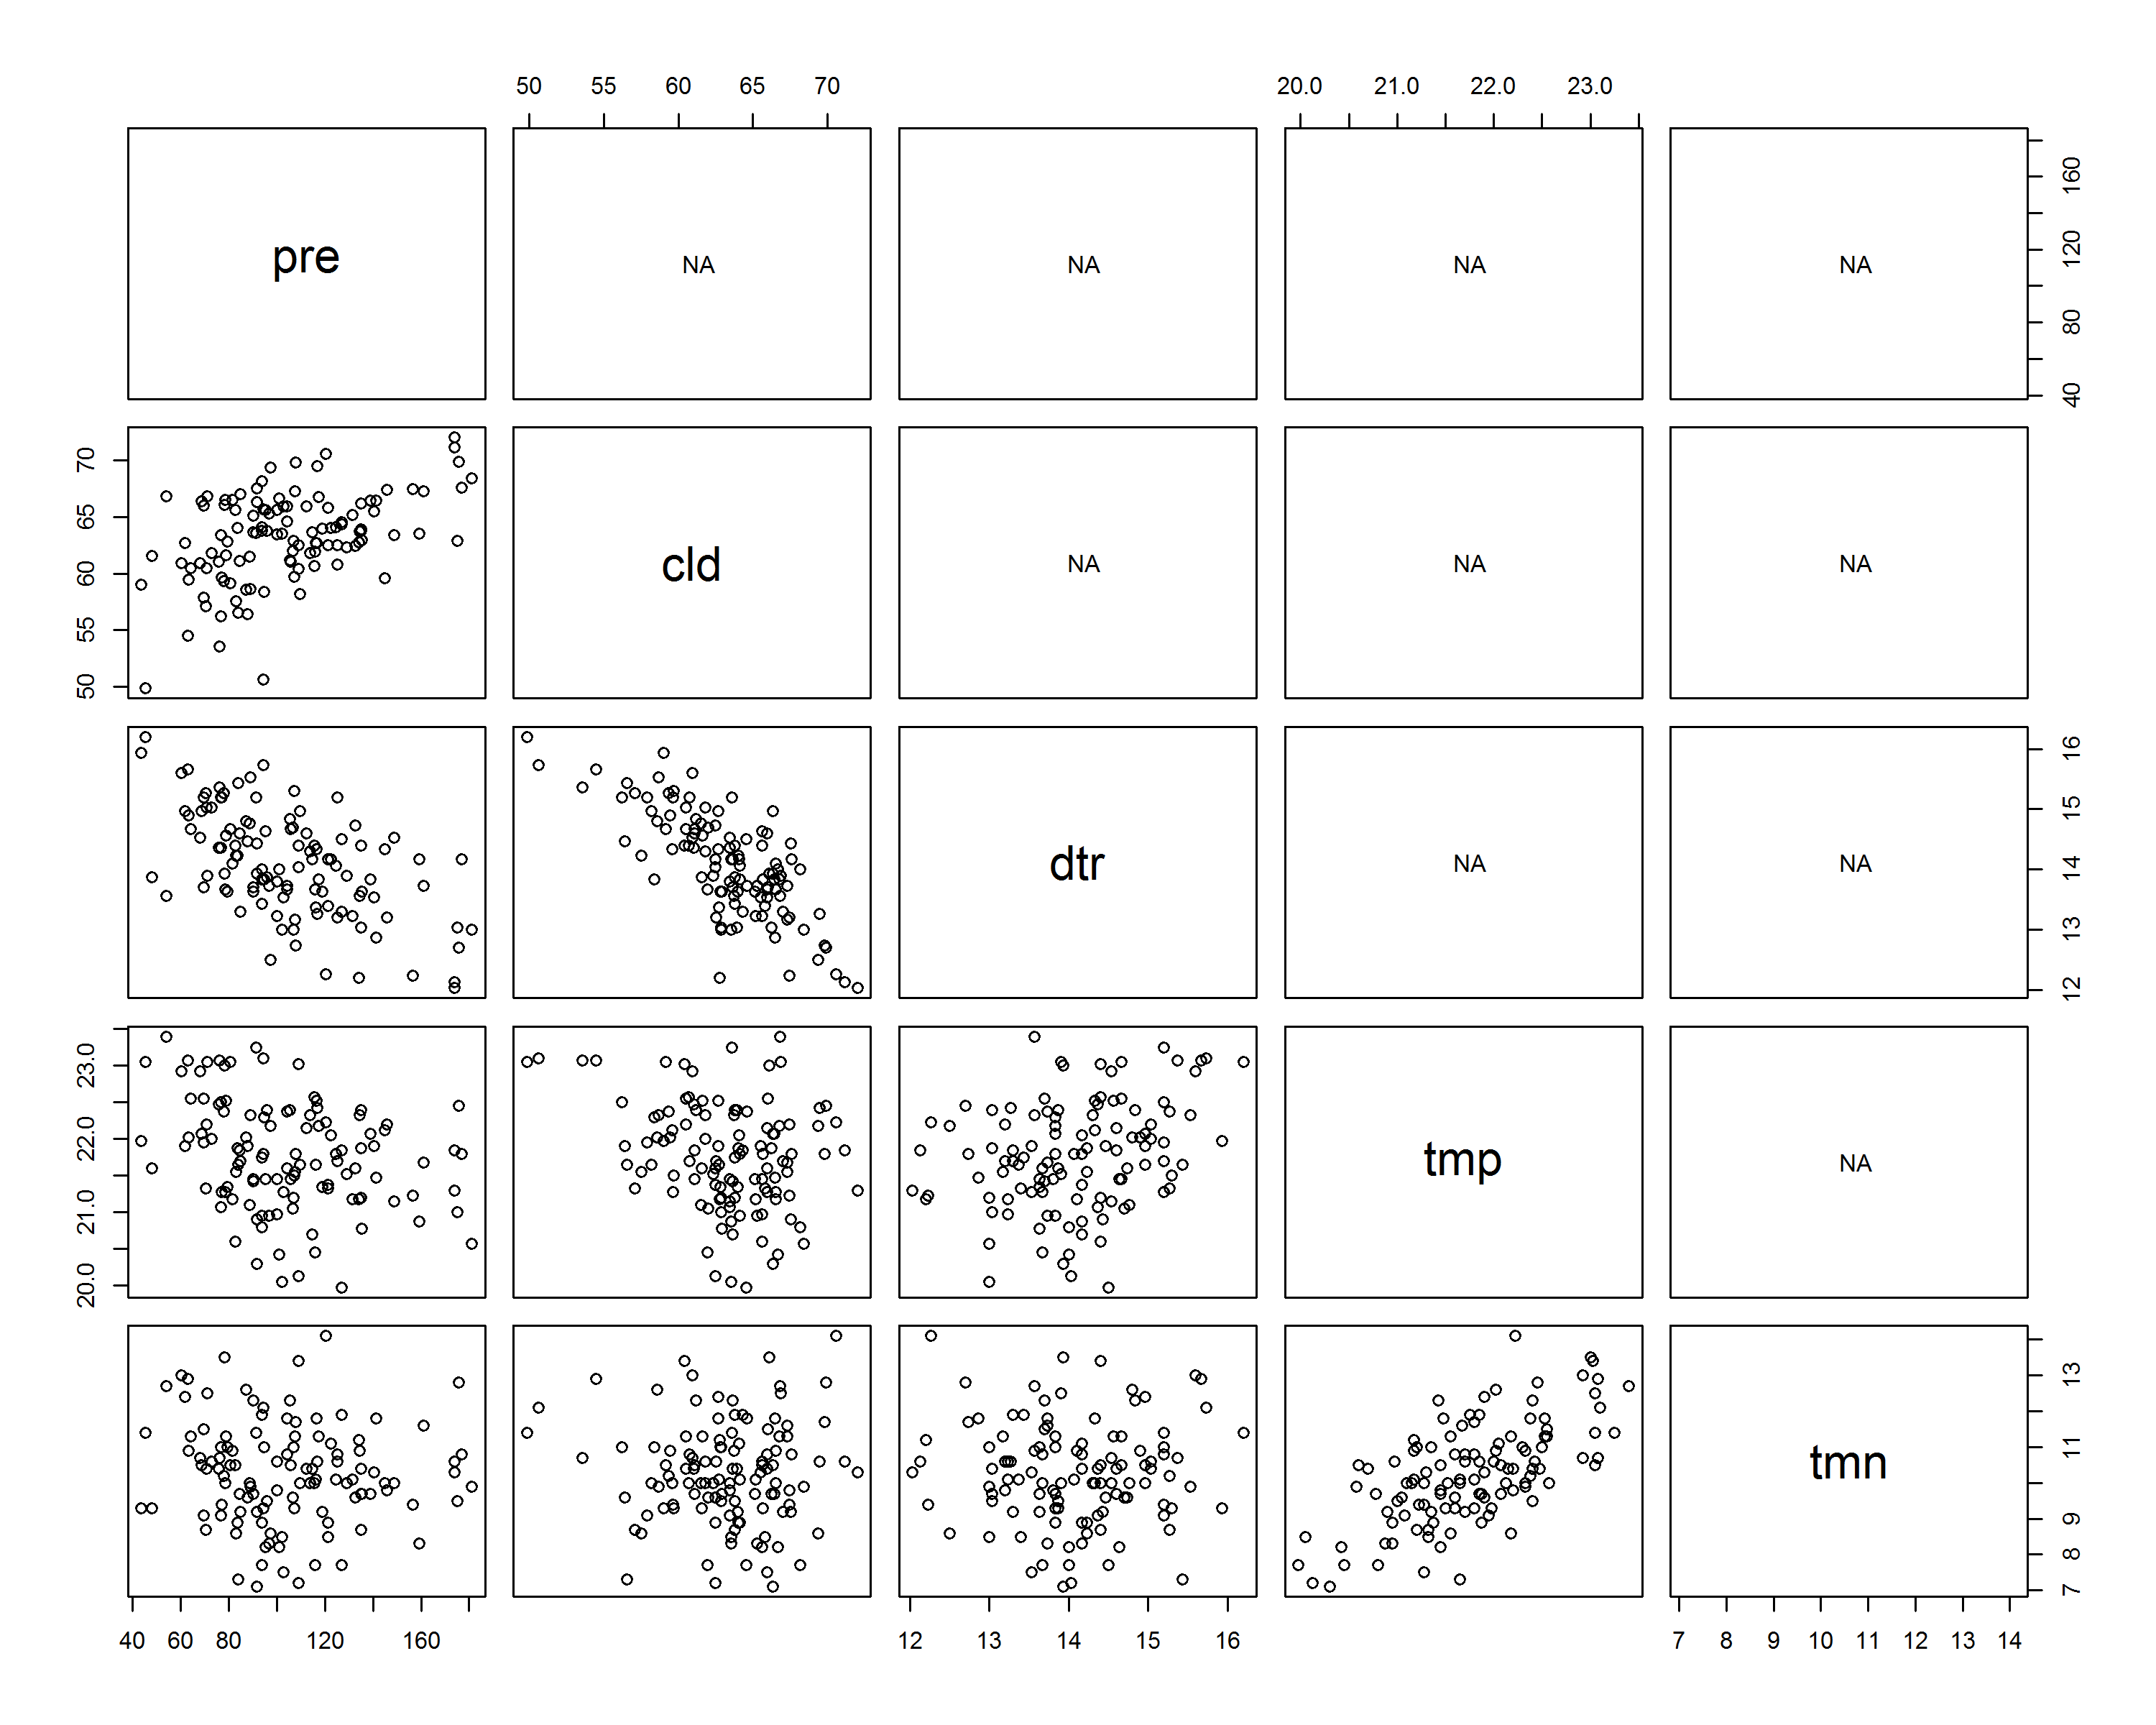 50 55 60 65 70 20.0 21.0 22.0 23.0
pre NA NA NA NA 40 80 120 160
50 55 60 65 70 cld NA NA NA
dtr NA NA 12 13 14 15 16
20.0 21.0 22.0 23.0 tmp NA
tmn 7 8 9 11 13
40 60 80 120 160 12 13 14 15 16 7 8 9 10 11 12 13 14